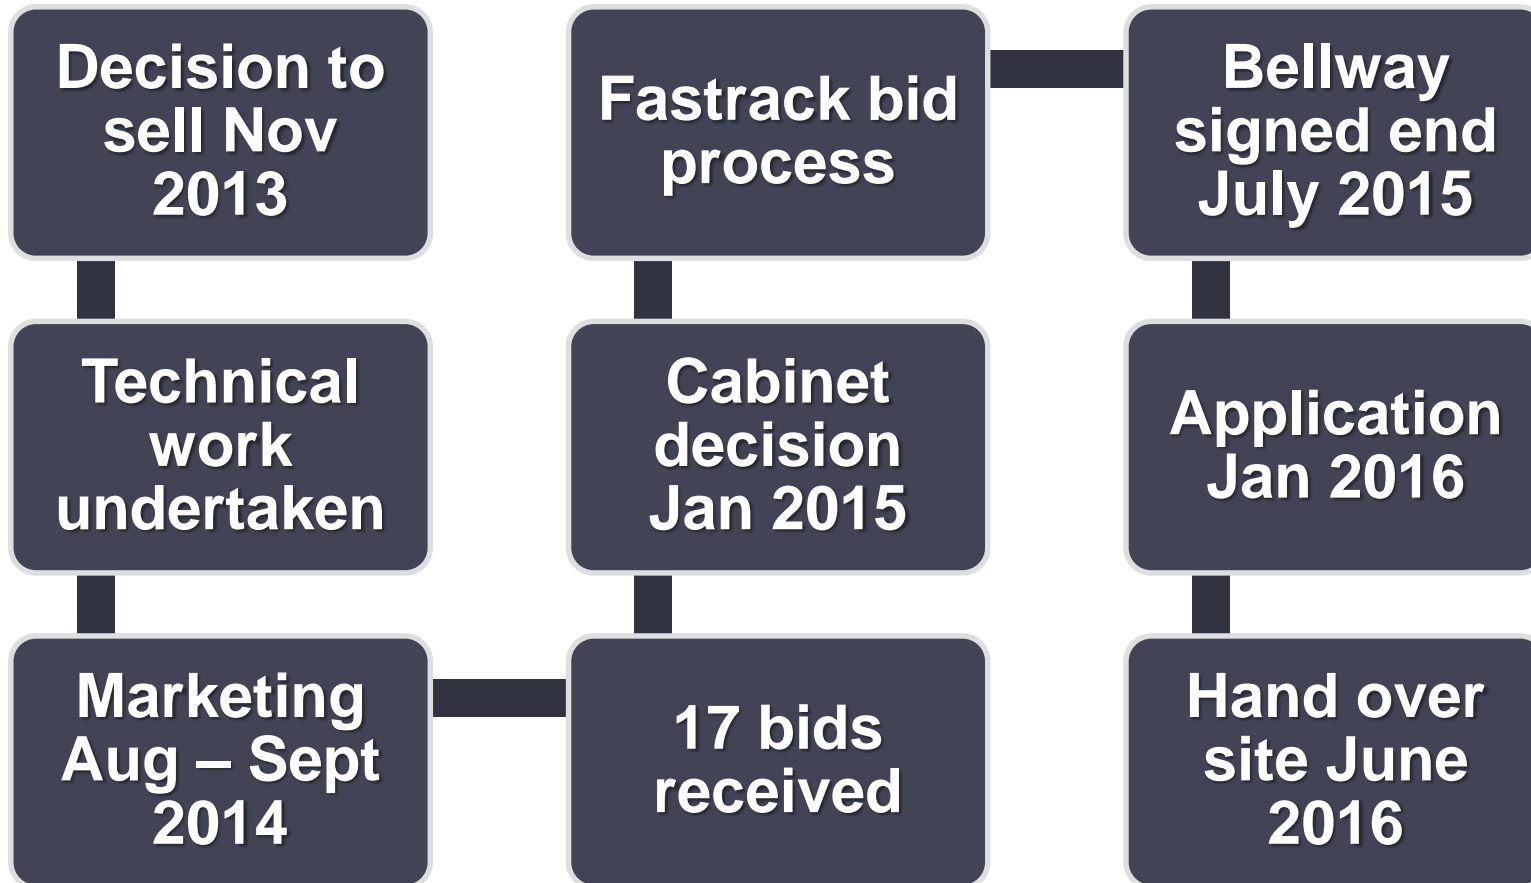 Decision to
sell Nov
2013
Technical
work
undertaken
Marketing
Aug – Sept
2014
17 bids
received
Cabinet
decision
Jan 2015
Fastrack bid
process
Bellway
signed end
July 2015
Application
Jan 2016
Hand over
site June
2016